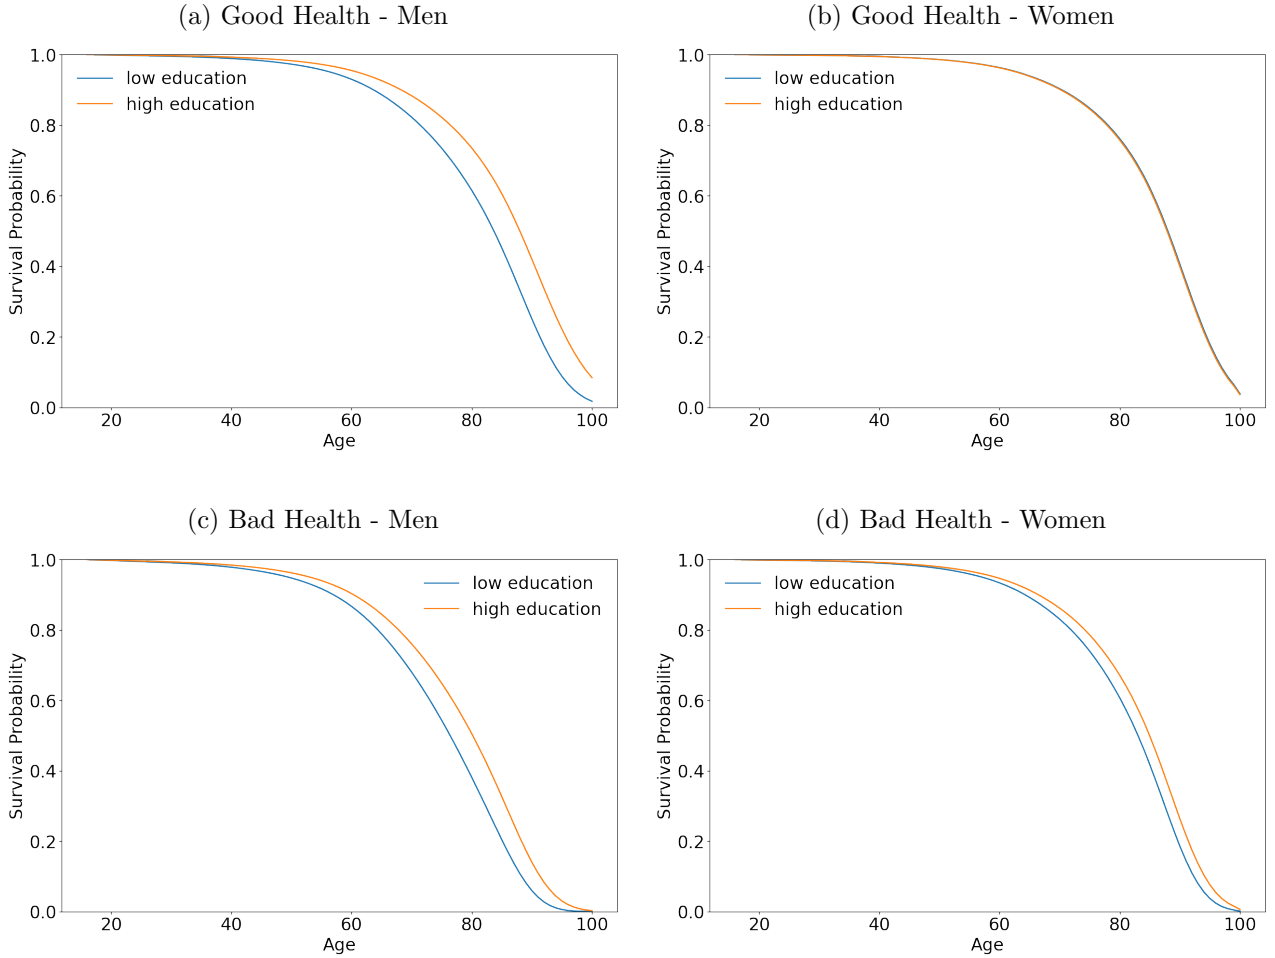 (a) Good Health - Men
1.0
low education
high education
0.8
0.6
0.4
0.2
0.0
Survival Probability
20 40 60 80 100
Age
(b) Good Health - Women
1.0
low education
high education
0.8
0.6
0.4
0.2
0.0
Survival Probability
20 40 60 80 100
Age
(c) Bad Health - Men
1.0
low education
high education
0.8
0.6
0.4
0.2
0.0
Survival Probability
20 40 60 80 100
Age
(d) Bad Health - Women
1.0
low education
high education
0.8
0.6
0.4
0.2
0.0
Survival Probability
20 40 60 80 100
Age